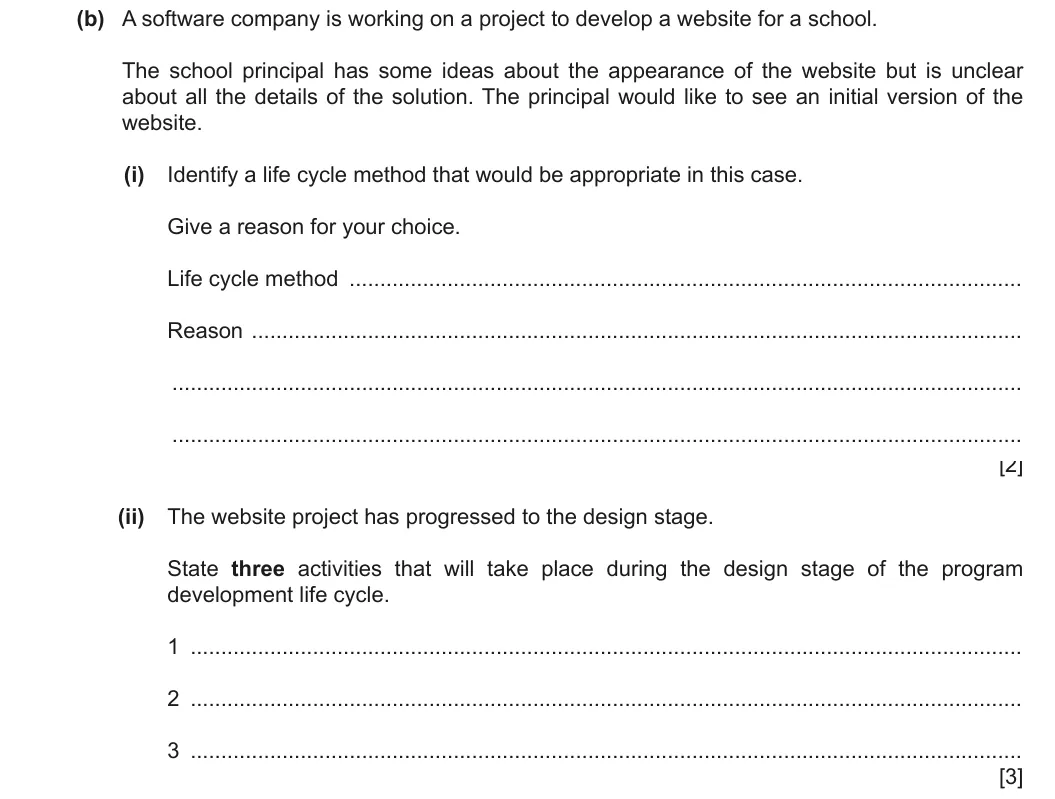 (b) A software company is working on a project to develop a website for a school.
The school principal has some ideas about the appearance of the website but is unclear
about all the details of the solution. The principal would like to see an initial version of the
website.
(i) Identify a life cycle method that would be appropriate in this case.
Give a reason for your choice.
Life cycle method ..............................................................................................................
Reason ..............................................................................................................................
...........................................................................................................................................
...........................................................................................................................................
[2]
(ii) The website project has progressed to the design stage.
State three activities that will take place during the design stage of the program
development life cycle.
1 ........................................................................................................................................
2 ........................................................................................................................................
3 ........................................................................................................................................
[3]